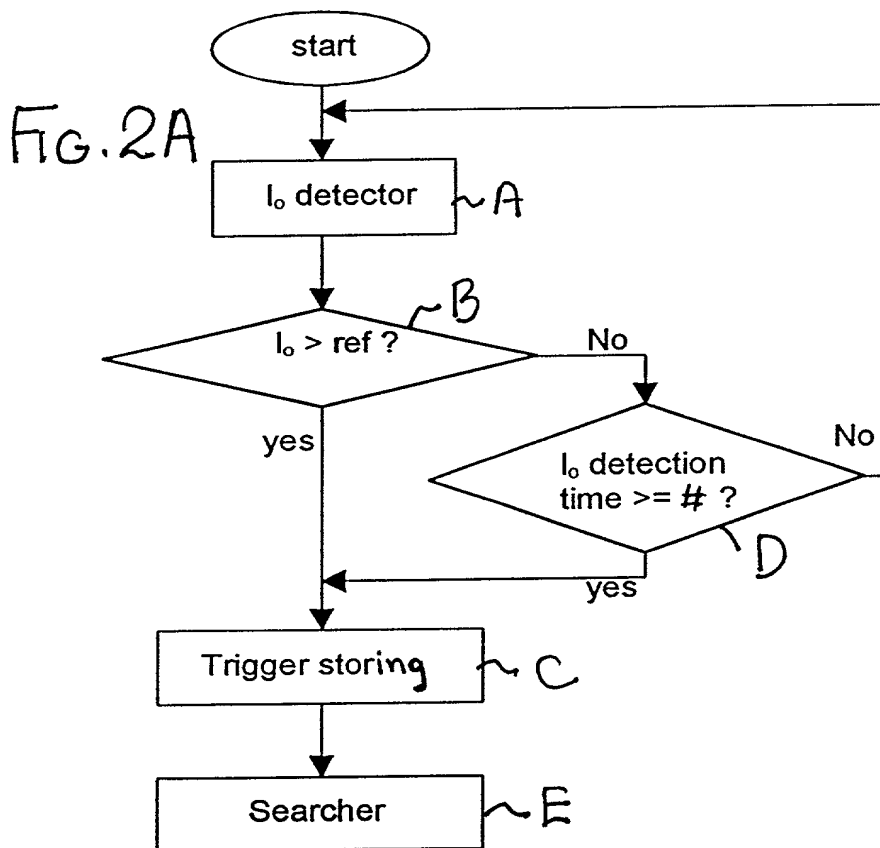 start
FIG. 2A
Iₒ detector
A
B
Iₒ > ref ?
No
yes
No
Iₒ detection
time >= # ?
D
yes
Trigger storing
C
Searcher
E